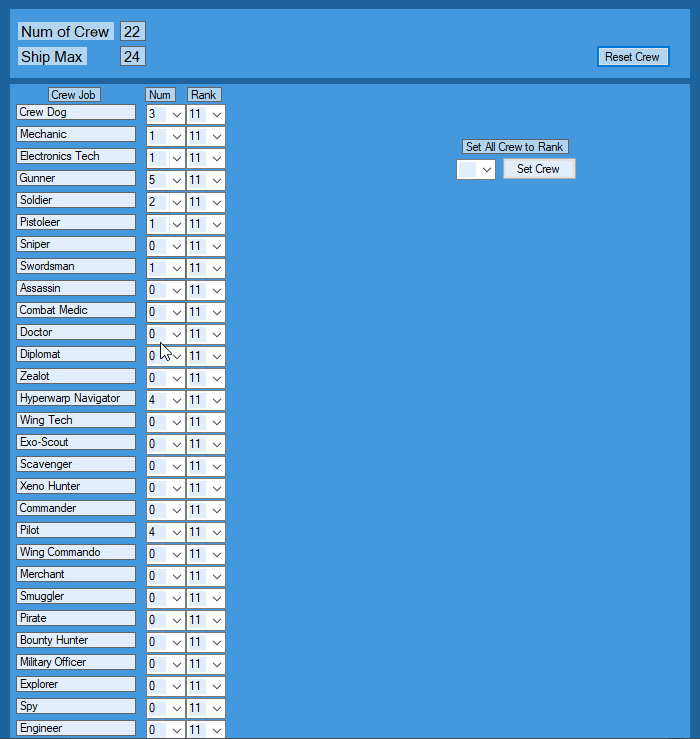 Num of Crew 22
Ship Max 24
Reset Crew
Crew Job Num Rank
Crew Dog 3 11
Mechanic 1 11
Electronics Tech 1 11
Gunner 5 11
Soldier 2 11
Pistoleer 1 11
Sniper 0 11
Swordsman 1 11
Assassin 0 11
Combat Medic 0 11
Doctor 0 11
Diplomat 0 11
Zealot 0 11
Hyperwarp Navigator 4 11
Wing Tech 0 11
Exo-Scout 0 11
Scavenger 0 11
Xeno Hunter 0 11
Commander 0 11
Pilot 4 11
Wing Commando 0 11
Merchant 0 11
Smuggler 0 11
Pirate 0 11
Bounty Hunter 0 11
Military Officer 0 11
Explorer 0 11
Spy 0 11
Engineer 0 11
Set All Crew to Rank
Set Crew